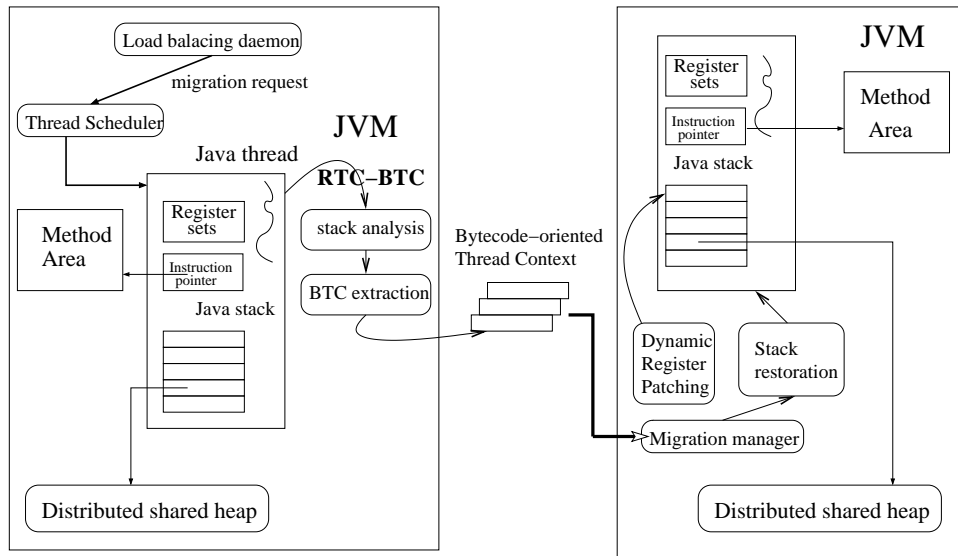 Load balacing daemon
migration request
Thread Scheduler
JVM
Java thread
RTC–BTC
Register
sets
stack analysis
Method
Area
Instruction
pointer
BTC extraction
Java stack
Distributed shared heap
Bytecode–oriented
Thread Context
JVM
Register
sets
Instruction
pointer
Method
Area
Java stack
Dynamic
Register
Patching
Stack
restoration
Migration manager
Distributed shared heap